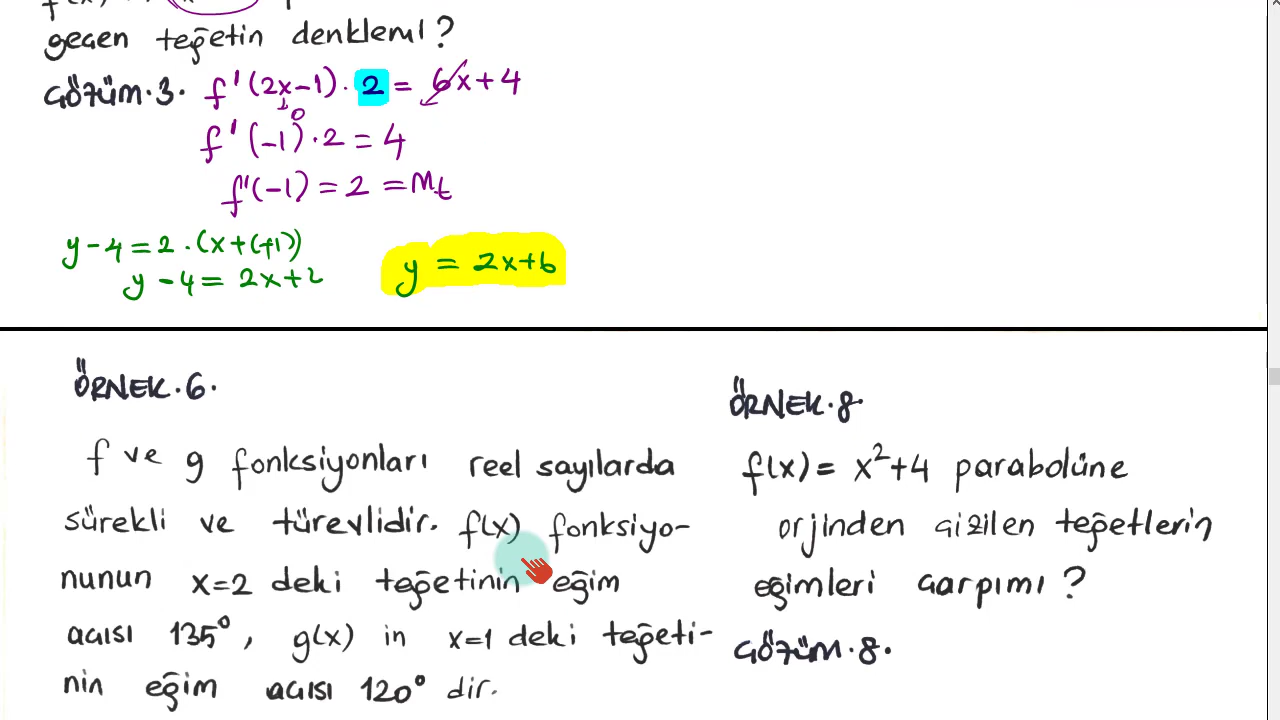 geçen teğetin denklemi?
ÇÖZÜM.3. f'(2x-1).2 = 6x+4
0
f'(-1).2 = 4
f'(-1) = 2 = Mt
y-4 = 2.(x+(+1))
y-4 = 2x+2
y = 2x+6
ÖRNEK.6.
f ve g fonksiyonları reel sayılarda
sürekli ve türevlidir. f(x) fonksiyo-
nunun x=2 deki teğetinin eğim
açısı 135°, g(x) in x=1 deki teğeti-
nin eğim açısı 120° dir.
ÖRNEK.8.
f(x) = x²+4 parabolüne
orjinden çizilen teğetlerin
eğimleri çarpımı?
ÇÖZÜM.8.